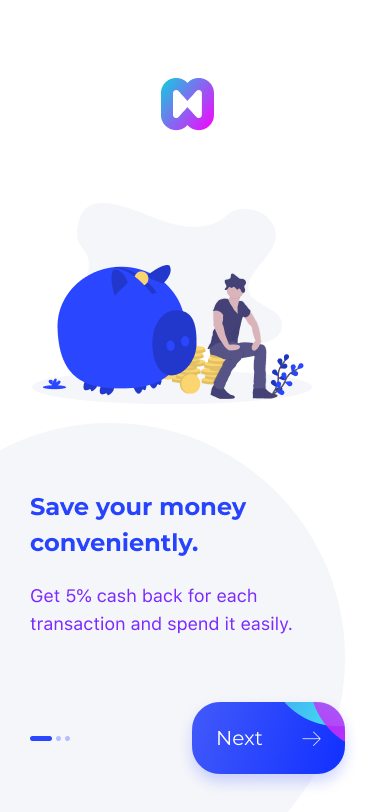 Save your money
conveniently.
Get 5% cash back for each
transaction and spend it easily.
Next